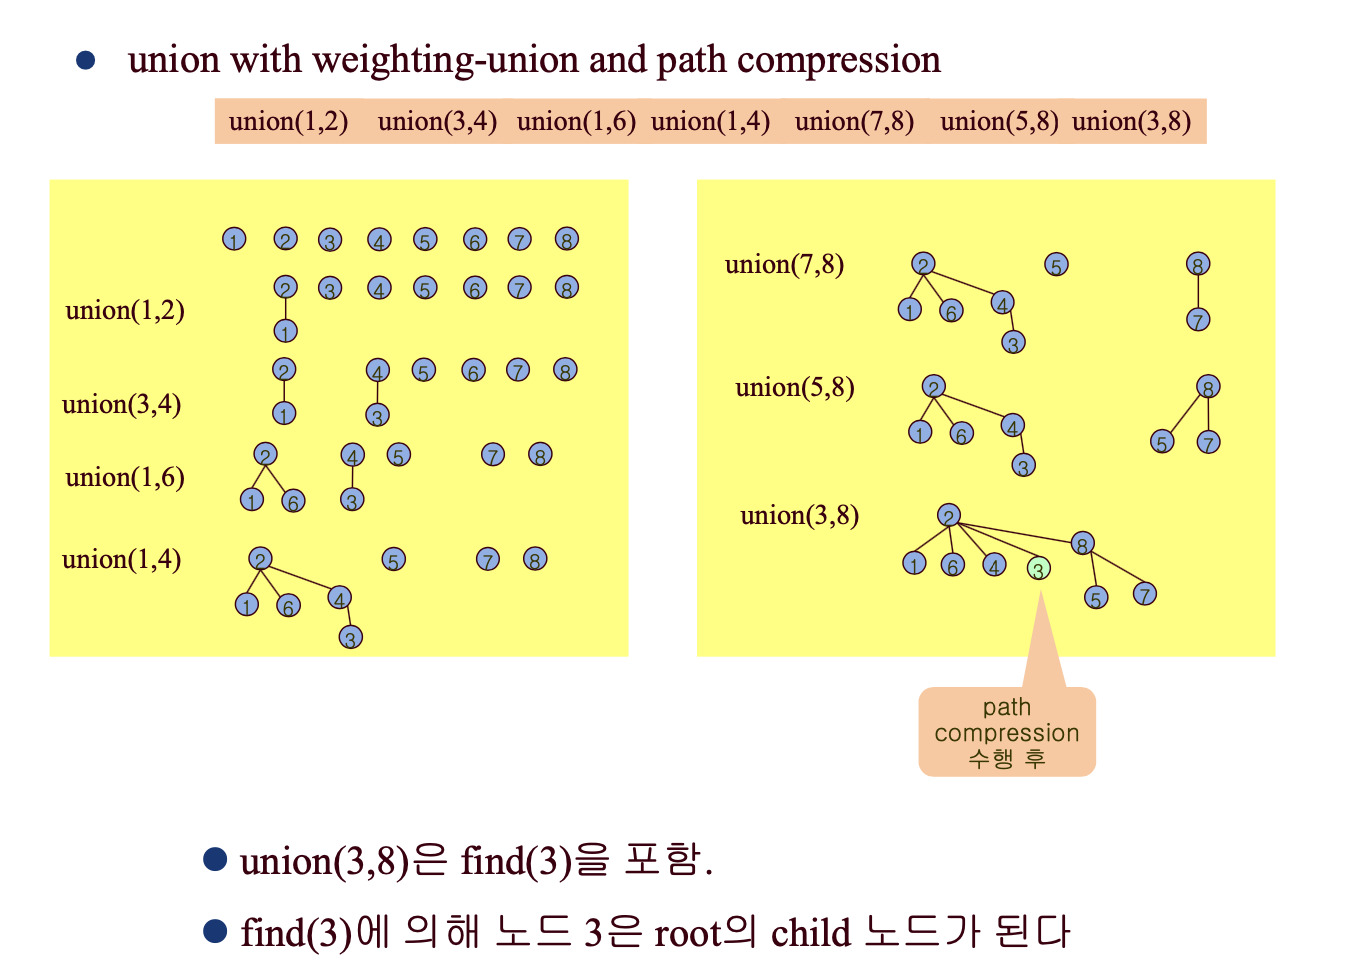 union with weighting-union and path compression
union(1,2) union(3,4) union(1,6) union(1,4) union(7,8) union(5,8) union(3,8)
1 2 3 4 5 6 7 8
union(1,2)
2 3 4 5 6 7 8
1
union(3,4)
2 4 5 6 7 8
1 3
union(1,6)
2 4 5 7 8
1 6 3
union(1,4)
2 5 7 8
1 6 4
3
union(7,8)
2 5 8
1 6 4 7
3
union(5,8)
2 8
1 6 4 5 7
3
union(3,8)
2 8
1 6 4 3 5 7
path
compression
수행 후
union(3,8)은 find(3)을 포함.
find(3)에 의해 노드 3은 root의 child 노드가 된다